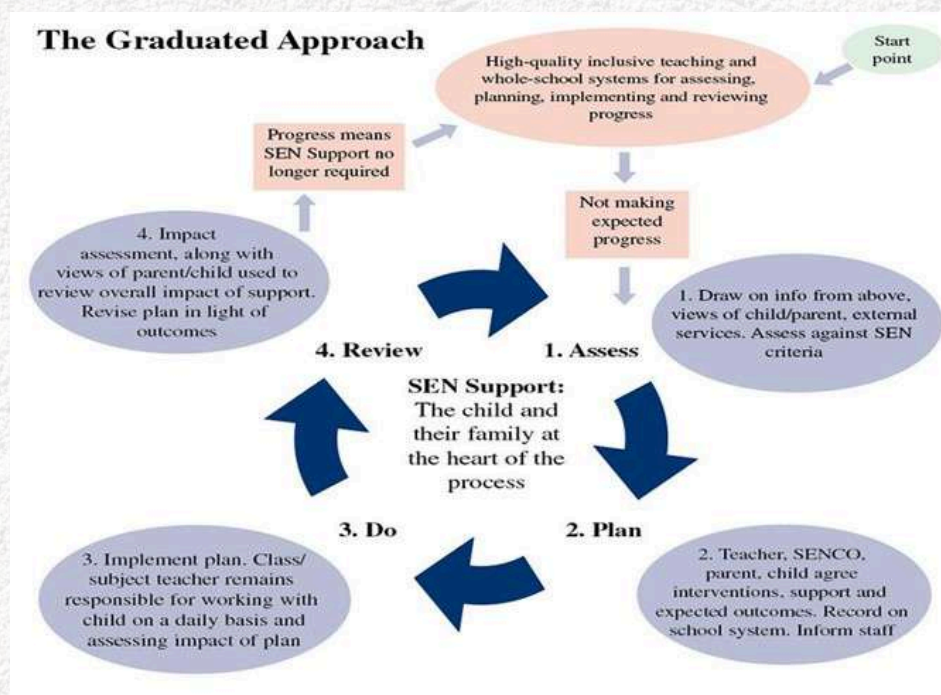 The Graduated Approach
Start
point
High-quality inclusive teaching and
whole-school systems for assessing,
planning, implementing and reviewing
progress
Progress means
SEN Support no
longer required
Not making
expected
progress
4. Impact
assessment, along with
views of parent/child used to
review overall impact of support.
Revise plan in light of
outcomes
1. Draw on info from above,
views of child/parent, external
services. Assess against SEN
criteria
4. Review
1. Assess
SEN Support:
The child and
their family at
the heart of the
process
3. Do
2. Plan
3. Implement plan. Class/
subject teacher remains
responsible for working with
child on a daily basis and
assessing impact of plan
2. Teacher, SENCO,
parent, child agree
interventions, support and
expected outcomes. Record on
school system. Inform staff